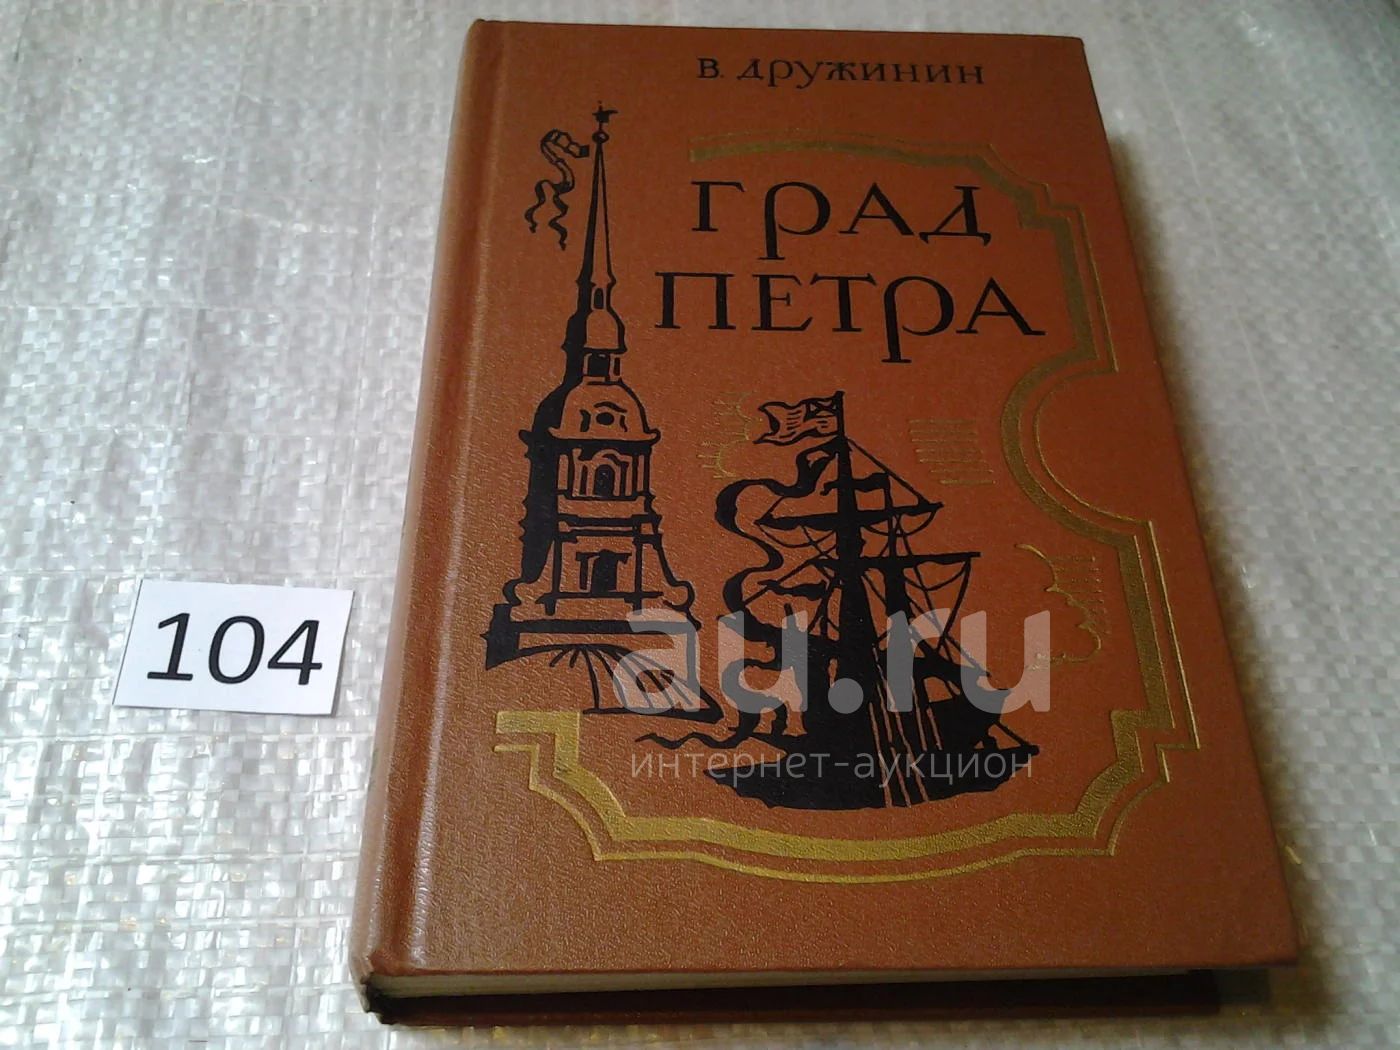 В. ДРУЖИНИН
ГРАД
ПЕТРА
104
au.ru
интернет-аукцион